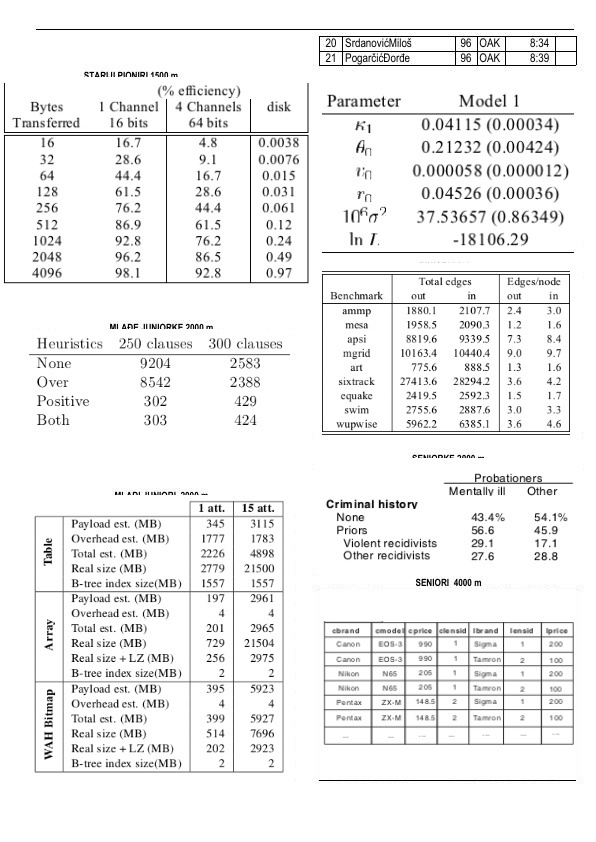 20 SrdanovićMiloš 96 OAK 8:34
21 PogarčićĐorđe 96 OAK 8:39
STARIJI PIONIRI 1500 m
(% efficiency)
Bytes 1 Channel 4 Channels disk
Transferred 16 bits 64 bits
16 16.7 4.8 0.0038
32 28.6 9.1 0.0076
64 44.4 16.7 0.015
128 61.5 28.6 0.031
256 76.2 44.4 0.061
512 86.9 61.5 0.12
1024 92.8 76.2 0.24
2048 96.2 86.5 0.49
4096 98.1 92.8 0.97
Parameter Model 1
κ1 0.04115 (0.00034)
θ0 0.21232 (0.00424)
v0 0.000058 (0.000012)
r0 0.04526 (0.00036)
10^6σ^2 37.53657 (0.86349)
ln L -18106.29
Total edges Edges/node
Benchmark out in out in
ammp 1880.1 2107.7 2.4 3.0
mesa 1958.5 2090.3 1.2 1.6
apsi 8819.6 9339.5 7.3 8.4
mgrid 10163.4 10440.4 9.0 9.7
art 775.6 888.5 1.3 1.6
sixtrack 27413.6 28294.2 3.6 4.2
equake 2419.5 2592.3 1.5 1.7
swim 2755.6 2887.6 3.0 3.3
wupwise 5962.2 6385.1 3.6 4.6
MLAĐE JUNIORKE 2000 m
Heuristics 250 clauses 300 clauses
None 9204 2583
Over 8542 2388
Positive 302 429
Both 303 424
SENIORKE 2000 m
Probationers
Mentally ill Other
Criminal history
None 43.4% 54.1%
Priors 56.6 45.9
Violent recidivists 29.1 17.1
Other recidivists 27.6 28.8
MLAĐI JUNIORI 2000 m
1 att. 15 att.
Table
Payload est. (MB) 345 3115
Overhead est. (MB) 1777 1783
Total est. (MB) 2226 4898
Real size (MB) 2779 21500
B-tree index size(MB) 1557 1557
Array
Payload est. (MB) 197 2961
Overhead est. (MB) 4 4
Total est. (MB) 201 2965
Real size (MB) 729 21504
Real size + LZ (MB) 256 2975
B-tree index size(MB) 2 2
WAH Bitmap
Payload est. (MB) 395 5923
Overhead est. (MB) 4 4
Total est. (MB) 399 5927
Real size (MB) 514 7696
Real size + LZ (MB) 202 2923
B-tree index size(MB) 2 2
SENIORI 4000 m
cbrand cmodel cprice clensid lbrand lensid lprice
Canon EOS-3 990 1 Sigma 1 200
Canon EOS-3 990 1 Tamron 2 100
Nikon N65 205 1 Sigma 1 200
Nikon N65 205 1 Tamron 2 100
Pentax ZX-M 148.5 2 Sigma 1 200
Pentax ZX-M 148.5 2 Tamron 2 100
... ... ... ... ... ... ...